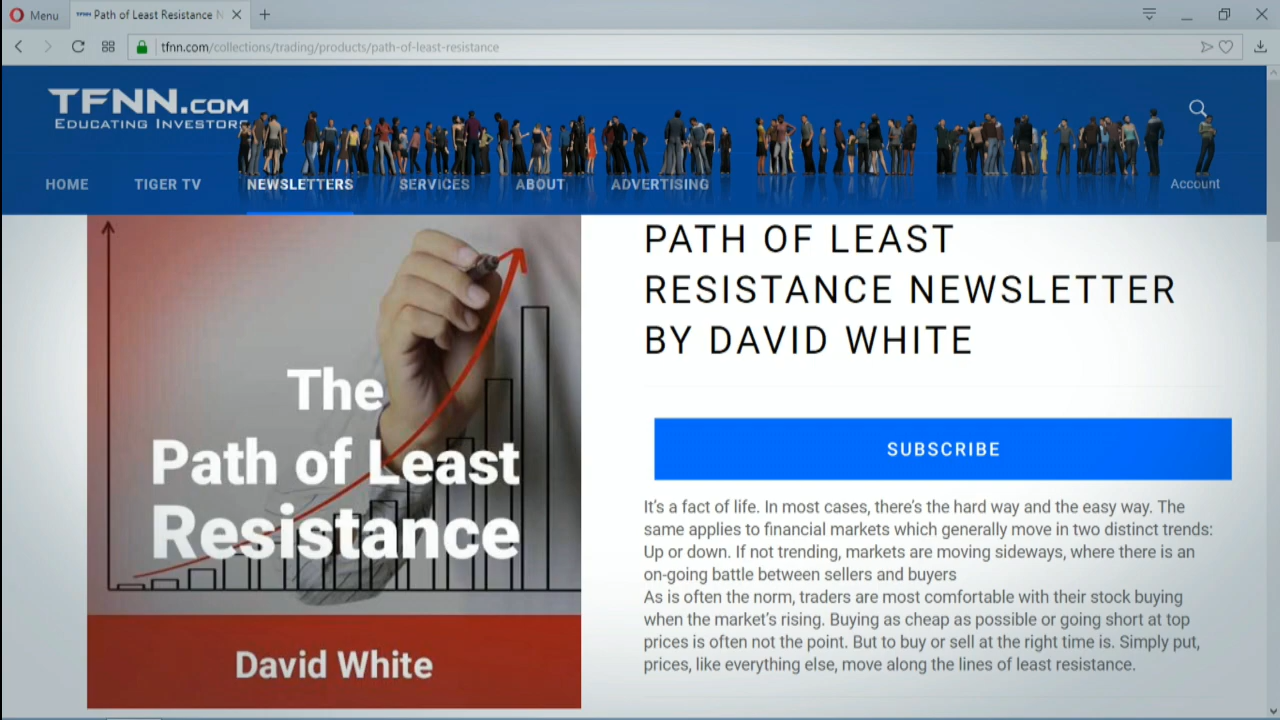 Menu
Path of Least Resistance N
tfnn.com/collections/trading/products/path-of-least-resistance
TFNN.COM
EDUCATING INVESTORS
HOME
TIGER TV
NEWSLETTERS
SERVICES
ABOUT
ADVERTISING
Account
The
Path of Least
Resistance
David White
PATH OF LEAST
RESISTANCE NEWSLETTER
BY DAVID WHITE
SUBSCRIBE
It's a fact of life. In most cases, there's the hard way and the easy way. The
same applies to financial markets which generally move in two distinct trends:
Up or down. If not trending, markets are moving sideways, where there is an
on-going battle between sellers and buyers
As is often the norm, traders are most comfortable with their stock buying
when the market's rising. Buying as cheap as possible or going short at top
prices is often not the point. But to buy or sell at the right time is. Simply put,
prices, like everything else, move along the lines of least resistance.